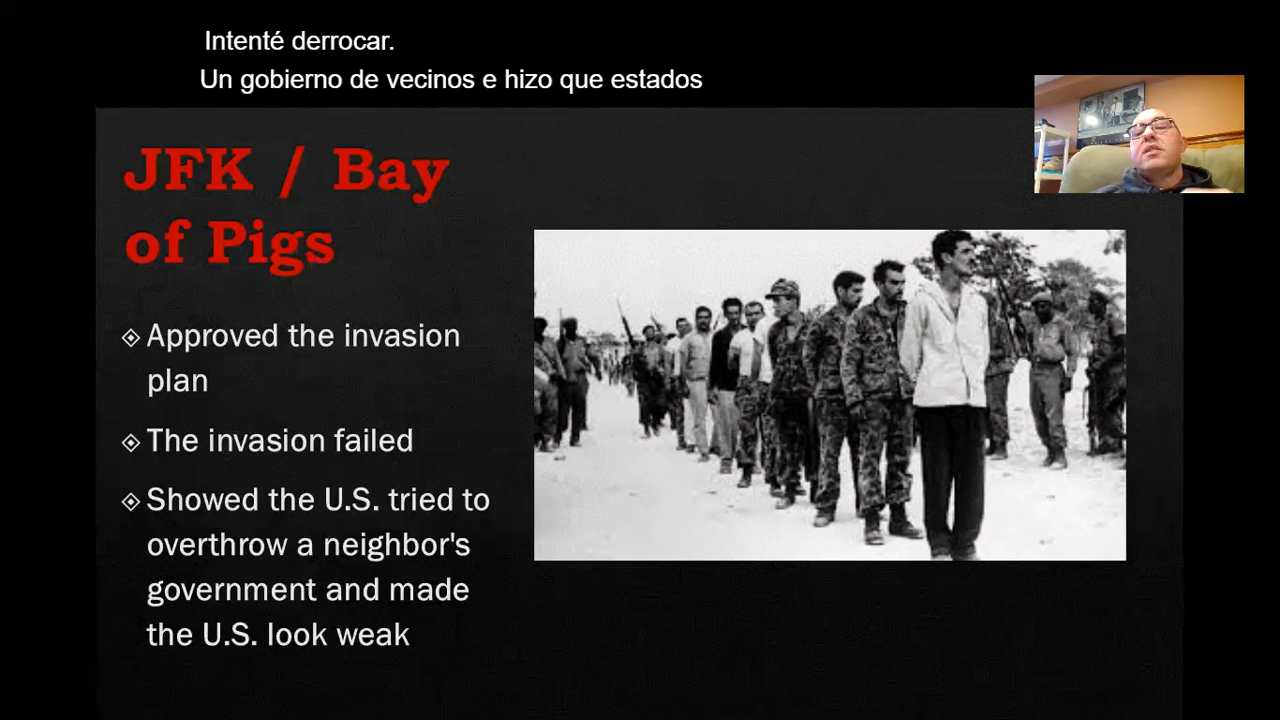 Intenté derrocar.
Un gobierno de vecinos e hizo que estados
JFK / Bay
of Pigs
Approved the invasion
plan
The invasion failed
Showed the U.S. tried to
overthrow a neighbor's
government and made
the U.S. look weak